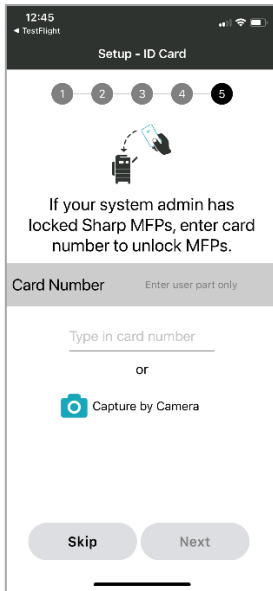 12:45
◀ TestFlight
Setup - ID Card
1 2 3 4 5
If your system admin has
locked Sharp MFPs, enter card
number to unlock MFPs.
Card Number Enter user part only
Type in card number
or
Capture by Camera
Skip Next